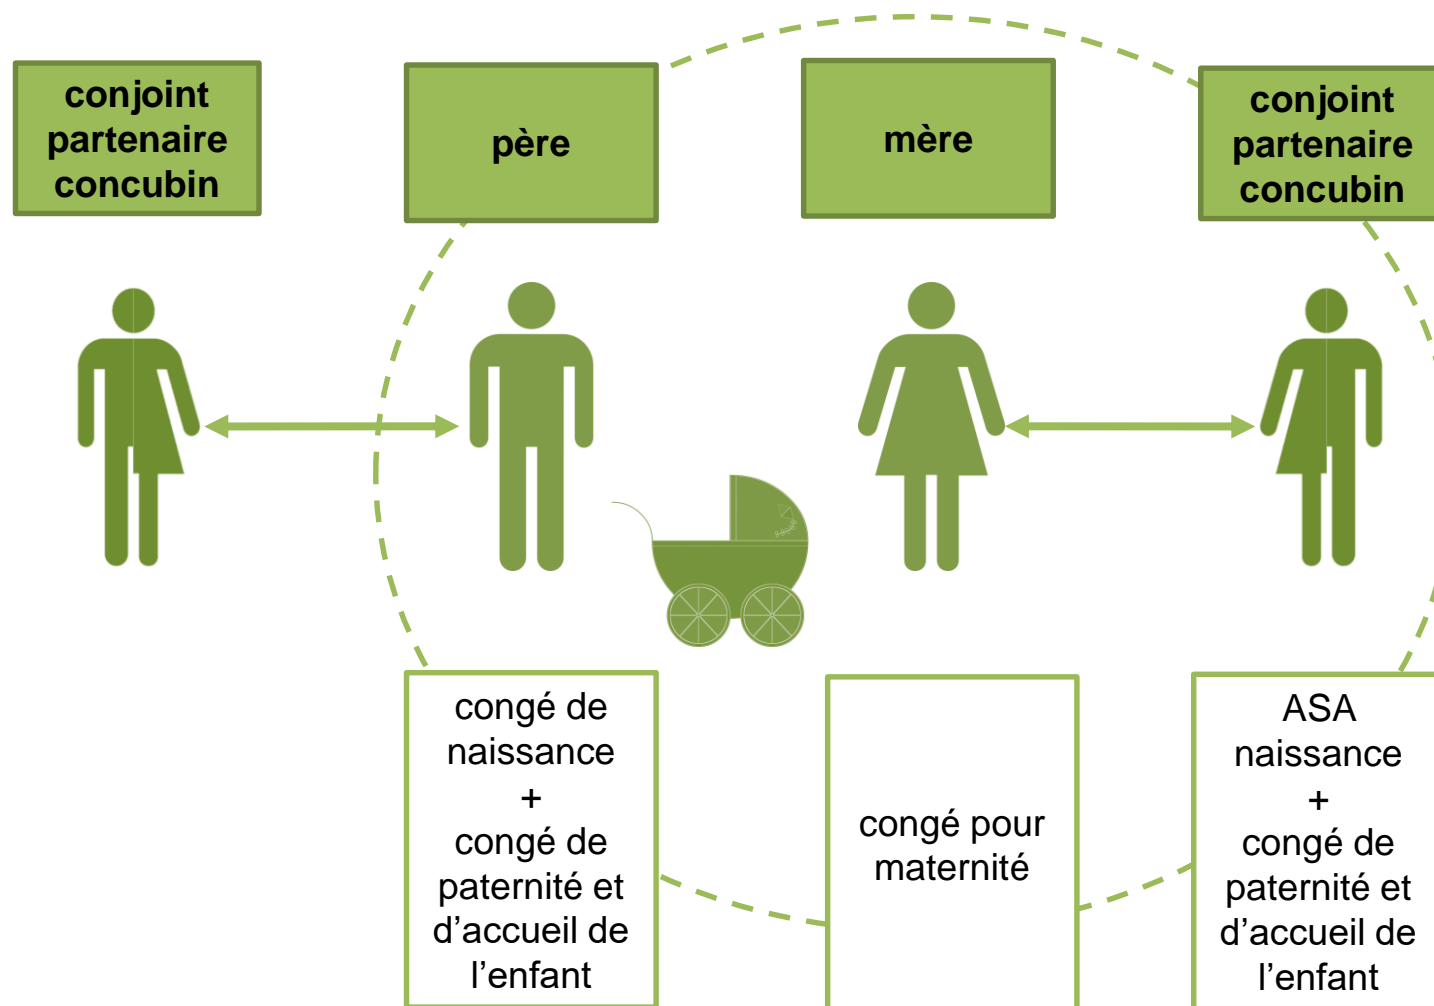 conjoint
partenaire
concubin
père
mère
conjoint
partenaire
concubin
congé de
naissance
+
congé de
paternité et
d’accueil de
l’enfant
congé pour
maternité
ASA
naissance
+
congé de
paternité et
d’accueil de
l’enfant